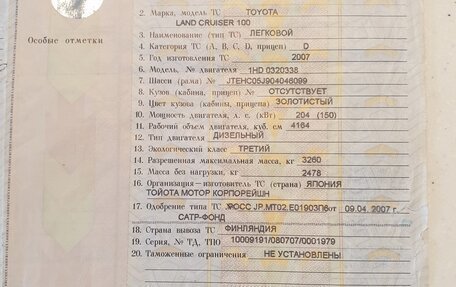 2. Марка, модель ТС TOYOTA
LAND CRUISER 100
Особые отметки
3. Наименование (тип ТС) ЛЕГКОВОЙ
4. Категория ТС (А, В, С, D, прицеп) D
5. Год изготовления ТС 2007
6. Модель, № двигателя 1HD 0320338
7. Шасси (рама) № JTEHC05J904048099
8. Кузов (кабина, прицеп) № ОТСУТСТВУЕТ
9. Цвет кузова (кабины, прицепа) ЗОЛОТИСТЫЙ
10. Мощность двигателя, л. с. (кВт) 204 (150)
11. Рабочий объем двигателя, куб. см 4164
12. Тип двигателя ДИЗЕЛЬНЫЙ
13. Экологический класс ТРЕТИЙ
14. Разрешенная максимальная масса, кг 3260
15. Масса без нагрузки, кг 2478
16. Организация—изготовитель ТС (страна) ЯПОНИЯ
ТОЙОТА МОТОР КОРПОРЕЙШН
17. Одобрение типа ТС РОСС JP.MT02.E01903П6 от 09.04.2007 г.
САТР-ФОНД
18. Страна вывоза ТС ФИНЛЯНДИЯ
19. Серия, № ТД, ТПО 10009191/080707/0001979
20. Таможенные ограничения НЕ УСТАНОВЛЕНЫ